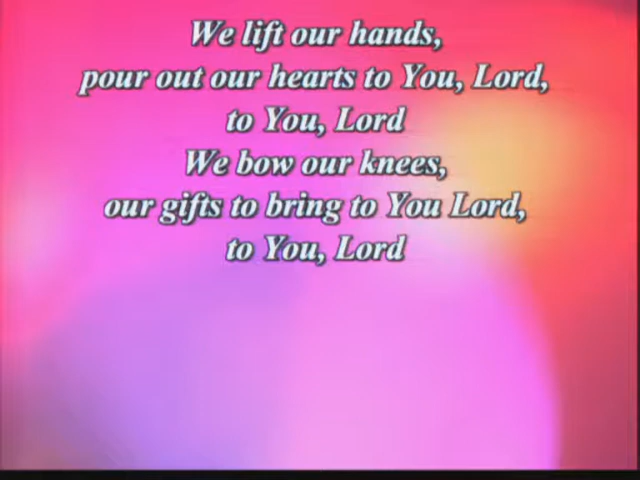 We lift our hands,
pour out our hearts to You, Lord,
to You, Lord
We bow our knees,
our gifts to bring to You Lord,
to You, Lord